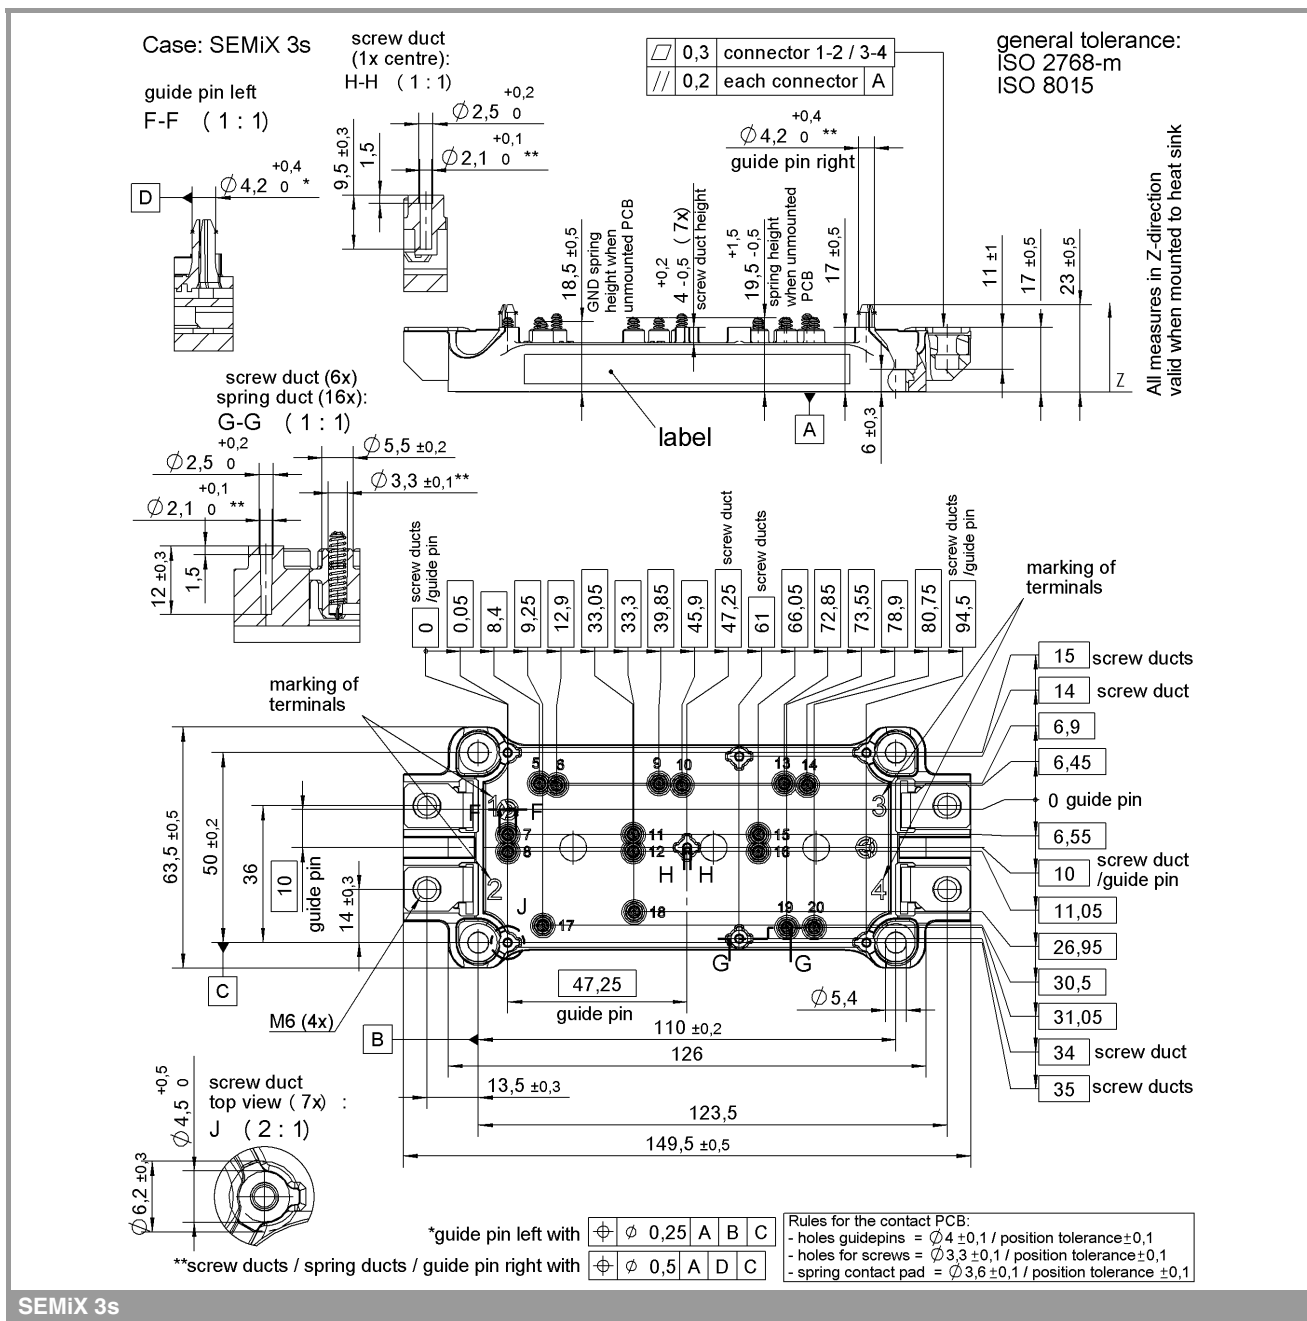 Case: SEMiX 3s
screw duct
(1x centre):
H-H ( 1 : 1)
guide pin left
F-F ( 1 : 1)
⌀2,5 +0,2 0
⌀2,1 +0,1 0 **
9,5 ±0,3
1,5
D
⌀4,2 +0,4 0 *
⏥ 0,3 connector 1-2 / 3-4
// 0,2 each connector A
general tolerance:
ISO 2768-m
ISO 8015
⌀4,2 +0,4 0 **
guide pin right
18,5 ±0,5
GND spring
height when
unmounted PCB
4 +0,2 -0,5 ( 7x)
screw duct height
19,5 +1,5 -0,5
spring height
when unmounted
PCB
17 ±0,5
11 ±1
17 ±0,5
23 ±0,5
Z
All measures in Z-direction
valid when mounted to heat sink
6 ±0,3
A
label
screw duct (6x)
spring duct (16x):
G-G ( 1 : 1)
⌀2,5 +0,2 0
⌀5,5 ±0,2
⌀2,1 +0,1 0 **
⌀3,3 ±0,1**
12 ±0,3
1,5
screw ducts
/guide pin
screw duct
screw ducts
screw ducts
/guide pin
0
0,05
8,4
9,25
12,9
33,05
33,3
39,85
45,9
47,25
61
66,05
72,85
73,55
78,9
80,75
94,5
marking of
terminals
marking of
terminals
15 screw ducts
14 screw duct
6,9
6,45
0 guide pin
6,55
10 screw duct
/guide pin
11,05
26,95
30,5
31,05
34 screw duct
35 screw ducts
63,5 ±0,5
50 ±0,2
36
10
guide pin
14 ±0,3
5 6 9 10 13 14
1 F F 3
7 11 15
8 12 16
H H
2 J 4
17 18 19 20
G G
C
M6 (4x)
47,25
guide pin
⌀5,4
B
110 ±0,2
126
13,5 ±0,3
123,5
149,5 ±0,5
screw duct
top view ( 7x) :
J ( 2 : 1)
⌀4,5 +0,5 0
⌀6,2 ±0,3
*guide pin left with ⌖ ⌀ 0,25 A B C
**screw ducts / spring ducts / guide pin right with ⌖ ⌀ 0,5 A D C
Rules for the contact PCB:
- holes guidepins = ⌀4 ±0,1 / position tolerance±0,1
- holes for screws = ⌀3,3 ±0,1 / position tolerance±0,1
- spring contact pad = ⌀3,6 ±0,1 / position tolerance ±0,1
SEMiX 3s